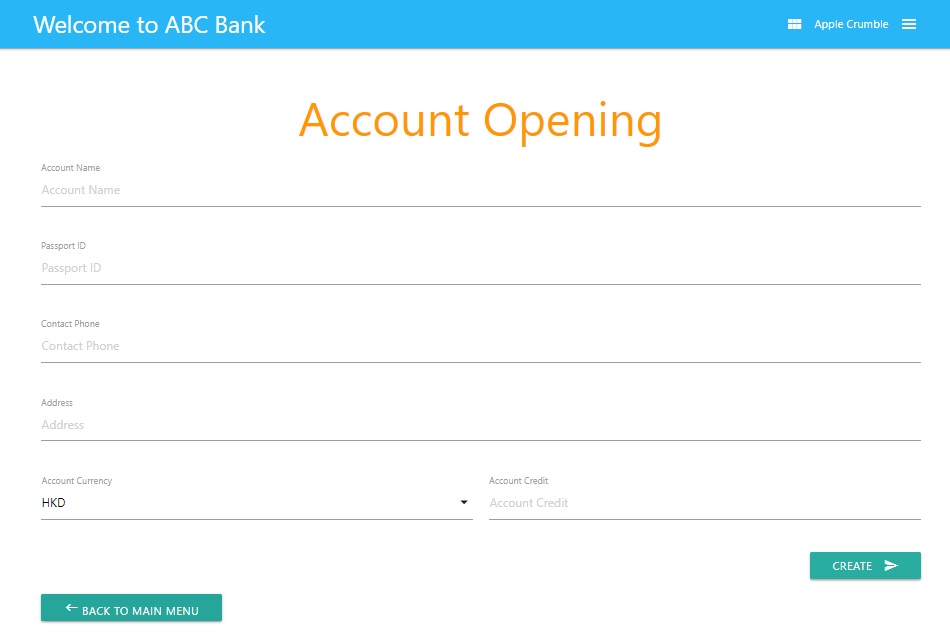 Welcome to ABC Bank
Apple Crumble
Account Opening
Account Name
Account Name
Passport ID
Passport ID
Contact Phone
Contact Phone
Address
Address
Account Currency
HKD
Account Credit
Account Credit
CREATE
BACK TO MAIN MENU